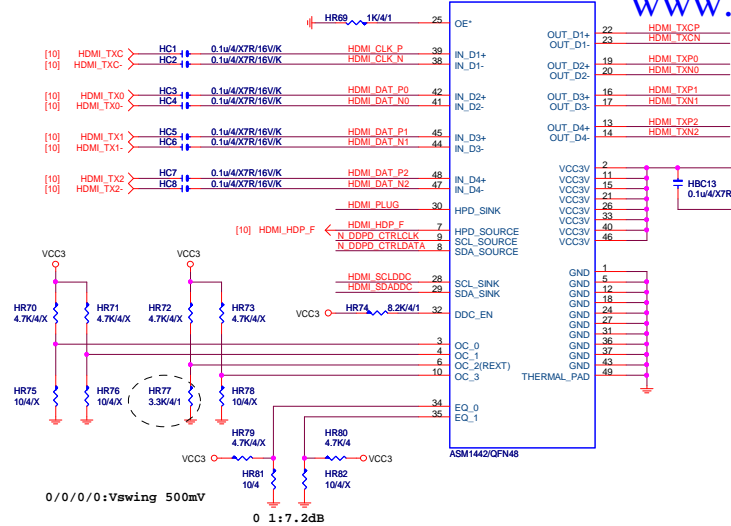 www.
HR69 1K/4/1 25 OE*
22 HDMI_TXCP
OUT_D1+
23 HDMI_TXCN
OUT_D1-
[10] HDMI_TXC HC1 0.1u/4/X7R/16V/K HDMI_CLK_P 39 IN_D1+
[10] HDMI_TXC- HC2 0.1u/4/X7R/16V/K HDMI_CLK_N 38 IN_D1-
OUT_D2+ 19 HDMI_TXP0
OUT_D2- 20 HDMI_TXN0
[10] HDMI_TX0 HC3 0.1u/4/X7R/16V/K HDMI_DAT_P0 42 IN_D2+
[10] HDMI_TX0- HC4 0.1u/4/X7R/16V/K HDMI_DAT_N0 41 IN_D2-
OUT_D3+ 16 HDMI_TXP1
OUT_D3- 17 HDMI_TXN1
[10] HDMI_TX1 HC5 0.1u/4/X7R/16V/K HDMI_DAT_P1 45 IN_D3+
[10] HDMI_TX1- HC6 0.1u/4/X7R/16V/K HDMI_DAT_N1 44 IN_D3-
OUT_D4+ 13 HDMI_TXP2
OUT_D4- 14 HDMI_TXN2
[10] HDMI_TX2 HC7 0.1u/4/X7R/16V/K HDMI_DAT_P2 48 IN_D4+
[10] HDMI_TX2- HC8 0.1u/4/X7R/16V/K HDMI_DAT_N2 47 IN_D4-
VCC3V 2
VCC3V 11
VCC3V 15
VCC3V 21
VCC3V 26
VCC3V 33
VCC3V 40
VCC3V 46
HBC13
0.1u/4/X7R
HDMI_PLUG 30 HPD_SINK
[10] HDMI_HDP_F HDMI_HDP_F 7 HPD_SOURCE
N_DDPD_CTRLCLK 9 SCL_SOURCE
N_DDPD_CTRLDATA 8 SDA_SOURCE
HDMI_SCLDDC 28 SCL_SINK
HDMI_SDADDC 29 SDA_SINK
VCC3 HR74 8.2K/4/1 32 DDC_EN
GND 1
GND 5
GND 12
GND 18
GND 24
GND 27
GND 31
GND 36
GND 37
GND 43
THERMAL_PAD 49
VCC3 VCC3
HR70 HR71 HR72 HR73
4.7K/4/X 4.7K/4/X 4.7K/4/X 4.7K/4/X
3 OC_0
4 OC_1
6 OC_2(REXT)
10 OC_3
HR75 HR76 HR77 HR78
10/4/X 10/4/X 3.3K/4/1 10/4/X
34 EQ_0
35 EQ_1
HR79 HR80
4.7K/4/X 4.7K/4
VCC3 VCC3
HR81 HR82
10/4 10/4/X
ASM1442/QFN48
0/0/0/0:Vswing 500mV
0 1:7.2dB